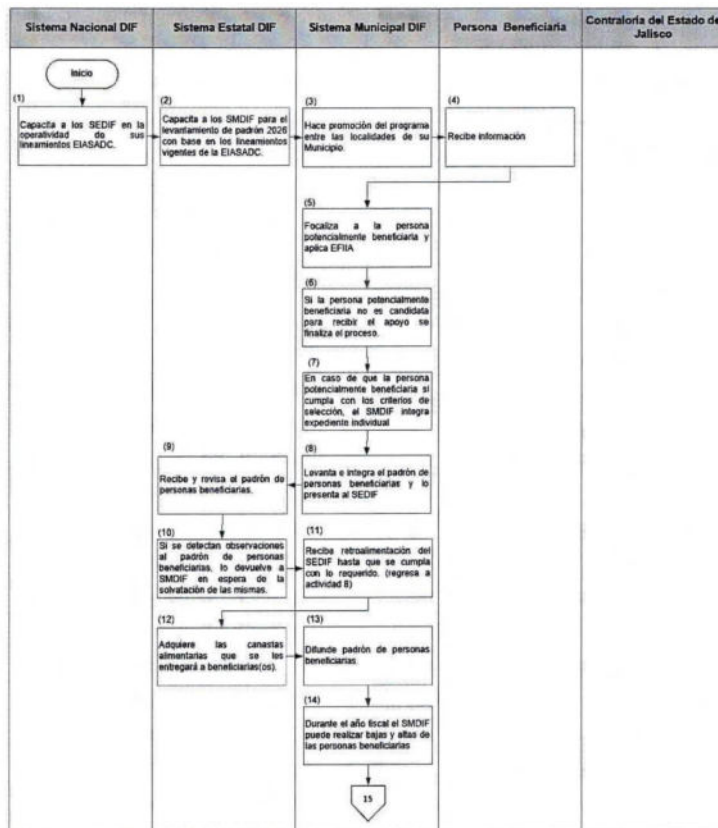 Sistema Nacional DIF
Sistema Estatal DIF
Sistema Municipal DIF
Persona Beneficiaria
Contraloría del Estado de
Jalisco
Inicio
(1)
Capacita a los SEDIF en la
operatividad de sus
lineamientos EIASADC.
(2)
Capacita a los SMDIF para el
levantamiento de padrón 2026
con base en los lineamientos
vigentes de la EIASADC.
(3)
Hace promoción del programa
entre las localidades de su
Municipio.
(4)
Recibe información
(5)
Focaliza a la persona
potencialmente beneficiaria y
aplica EFIIA
(6)
Si la persona potencialmente
beneficiaria no es candidata
para recibir el apoyo se
finaliza el proceso.
(7)
En caso de que la persona
potencialmente beneficiaria si
cumpla con los criterios de
selección, el SMDIF integra
expediente individual
(8)
Levanta e integra el padrón de
personas beneficiarias y lo
presenta al SEDIF
(9)
Recibe y revisa el padrón de
personas beneficiarias.
(10)
Si se detectan observaciones
al padrón de personas
beneficiarias, lo devuelve a
SMDIF en espera de la
solvatación de las mismas.
(11)
Recibe retroalimentación del
SEDIF hasta que se cumpla
con lo requerido. (regresa a
actividad 8)
(12)
Adquiere las canastas
alimentarias que se les
entregará a beneficiarias(os).
(13)
Difunde padrón de personas
beneficiarias.
(14)
Durante el año fiscal el SMDIF
puede realizar bajas y altas de
las personas beneficiarias
15